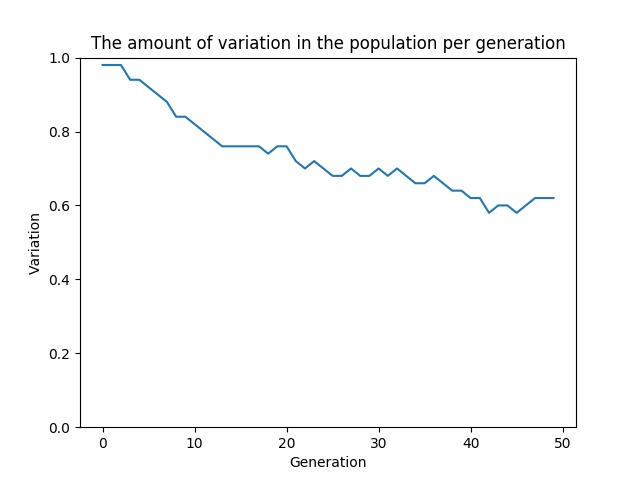 The amount of variation in the population per generation
1.0
0.8
0.6
0.4
0.2
0.0
Variation
0 10 20 30 40 50
Generation